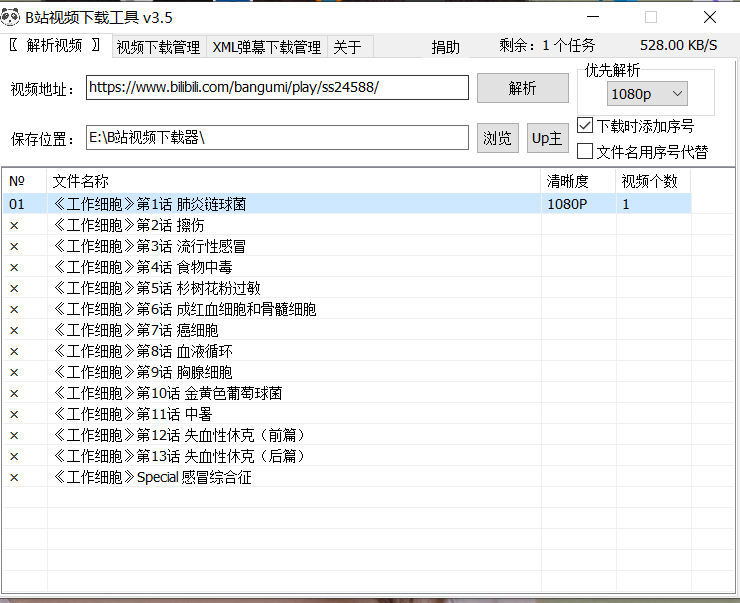 B站视频下载工具 v3.5
〖 解析视频 〗 视频下载管理 XML弹幕下载管理 关于 捐助 剩余：1 个任务 528.00 KB/S
视频地址： https://www.bilibili.com/bangumi/play/ss24588/ 解析
优先解析
1080p
保存位置： E:\B站视频下载器\ 浏览 Up主
下载时添加序号
文件名用序号代替
№ 文件名称 清晰度 视频个数
01 《工作细胞》第1话 肺炎链球菌 1080P 1
× 《工作细胞》第2话 擦伤
× 《工作细胞》第3话 流行性感冒
× 《工作细胞》第4话 食物中毒
× 《工作细胞》第5话 杉树花粉过敏
× 《工作细胞》第6话 成红血细胞和骨髓细胞
× 《工作细胞》第7话 癌细胞
× 《工作细胞》第8话 血液循环
× 《工作细胞》第9话 胸腺细胞
× 《工作细胞》第10话 金黄色葡萄球菌
× 《工作细胞》第11话 中暑
× 《工作细胞》第12话 失血性休克（前篇）
× 《工作细胞》第13话 失血性休克（后篇）
× 《工作细胞》Special 感冒综合征